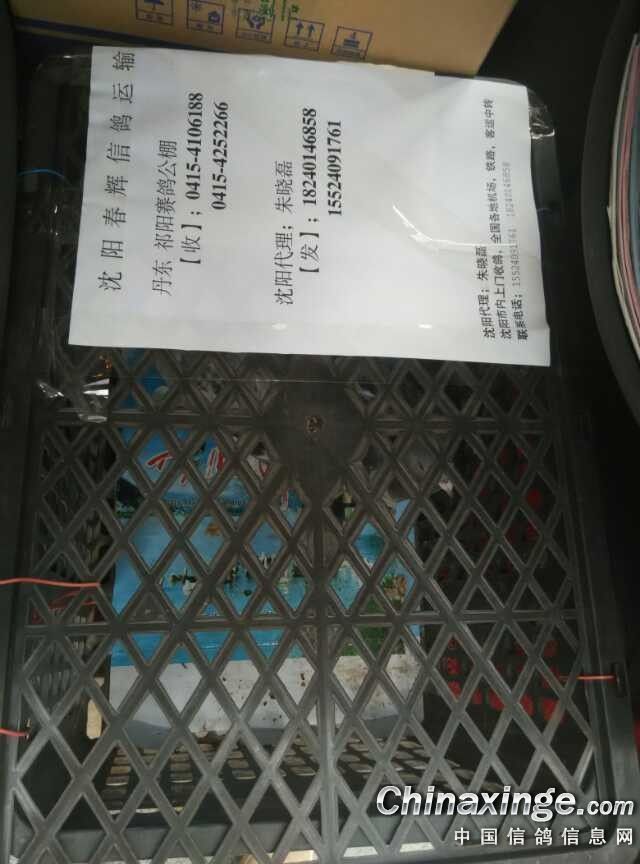 沈阳春辉信鸽运输
丹东 祁阳赛鸽公棚
【收】；0415-4106188
0415-4252266
沈阳代理；朱晓磊
【发】；18240146858
15524091761
沈阳代理；朱晓磊
沈阳市内上门收鸽，全国各地机场，铁路，客运中转
联系电话；15524091761 18240146858
Chinaxinge.com
中国信鸽信息网